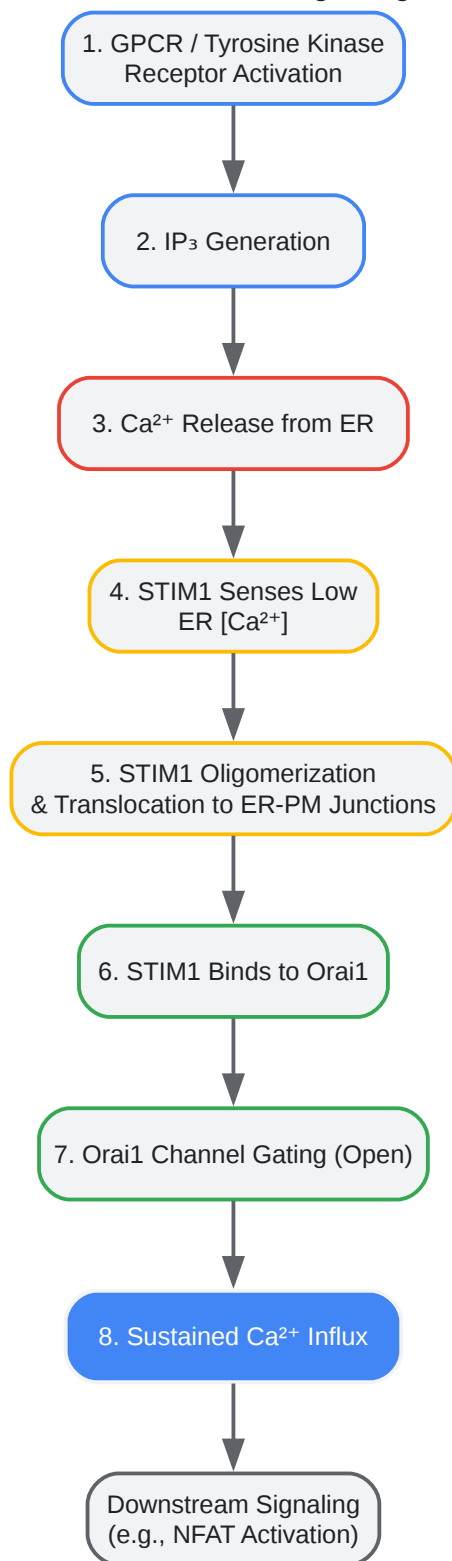 1. GPCR / Tyrosine Kinase
Receptor Activation
2. IP₃ Generation
3. Ca²⁺ Release from ER
4. STIM1 Senses Low
ER [Ca²⁺]
5. STIM1 Oligomerization
& Translocation to ER-PM Junctions
6. STIM1 Binds to Orai1
7. Orai1 Channel Gating (Open)
8. Sustained Ca²⁺ Influx
Downstream Signaling
(e.g., NFAT Activation)